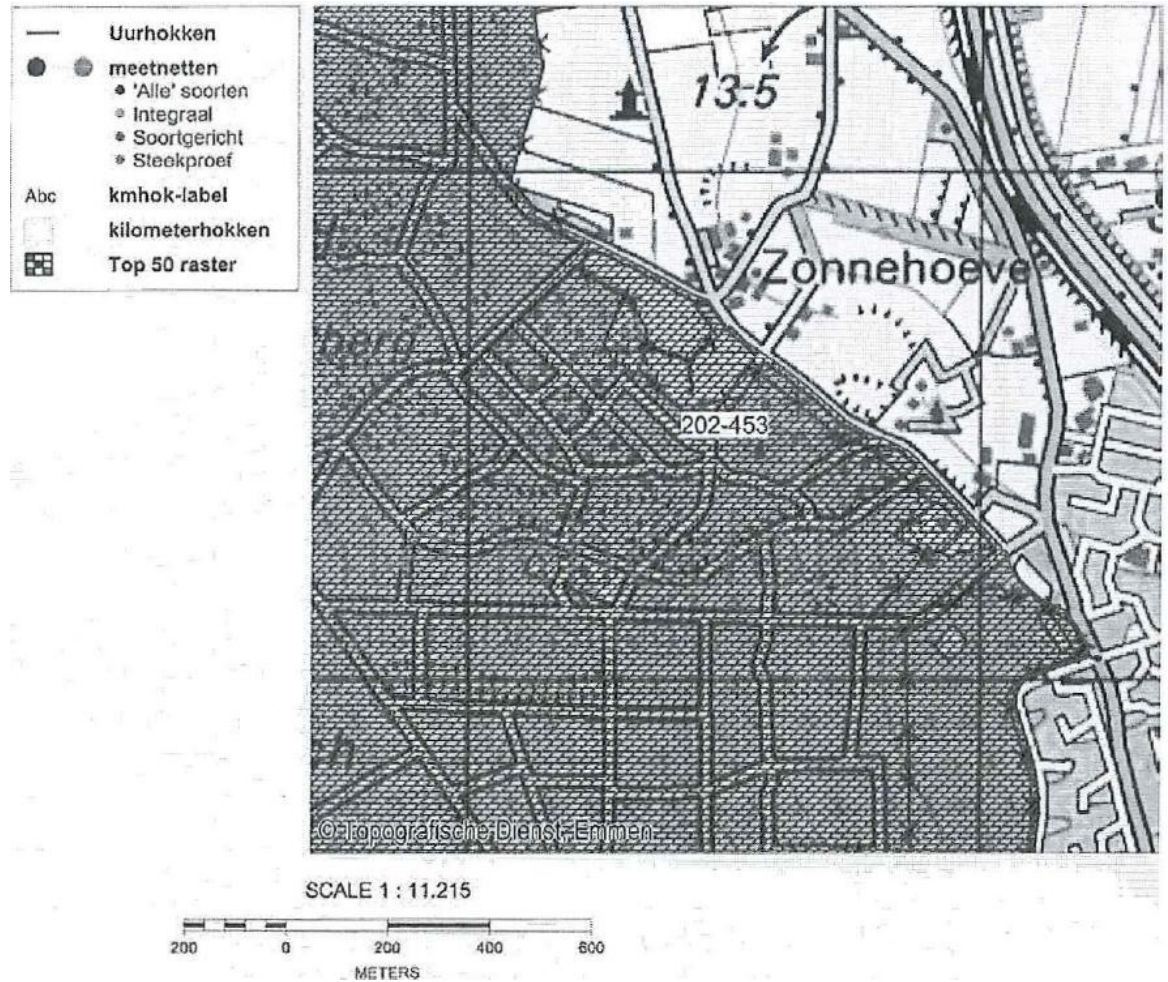 Uurhokken
meetnetten
'Alle' soorten
Integraal
Soortgericht
Steekproef
Abc kmhok-label
kilometerhokken
Top 50 raster
13.5
Zonnehoeve
berg
202-453
© Topografische Dienst, Emmen
SCALE 1 : 11.215
200 0 200 400 600
METERS